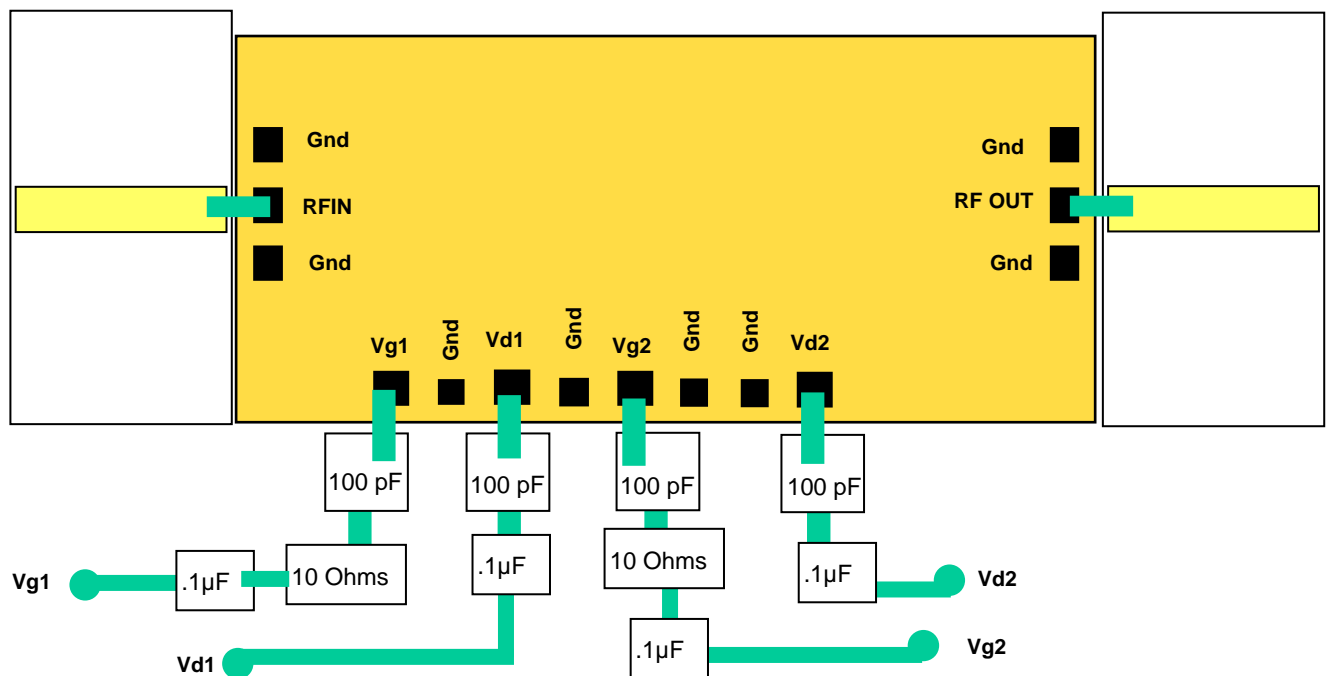 Gnd
Gnd
RFIN
RF OUT
Gnd
Gnd
Vg1
Gnd
Vd1
Gnd
Vg2
Gnd
Gnd
Vd2
100 pF
100 pF
100 pF
100 pF
Vg1
.1µF
10 Ohms
.1µF
10 Ohms
.1µF
Vd2
Vd1
.1µF
Vg2